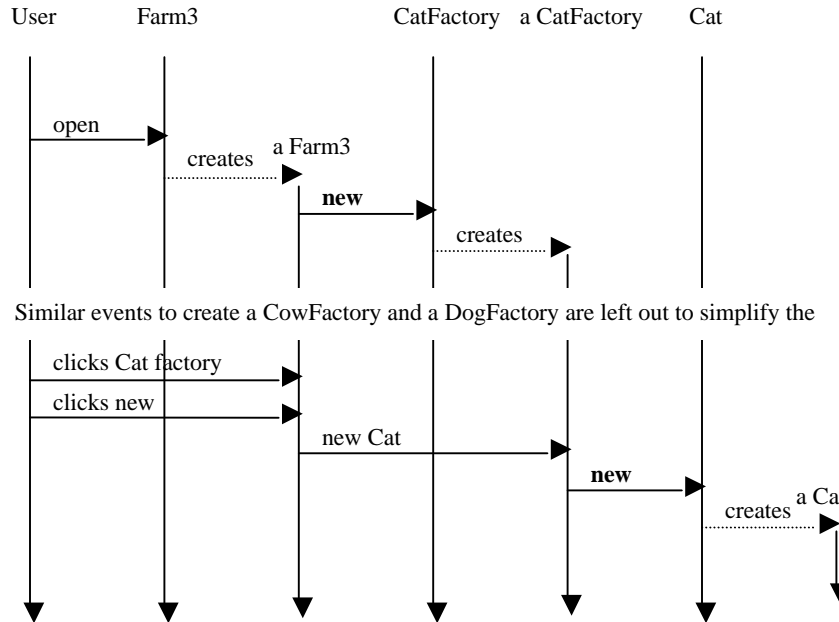 User Farm3 CatFactory a CatFactory Cat
open
a Farm3
creates
new
creates
Similar events to create a CowFactory and a DogFactory are left out to simplify the
clicks Cat factory
clicks new
new Cat
new
a Ca
creates